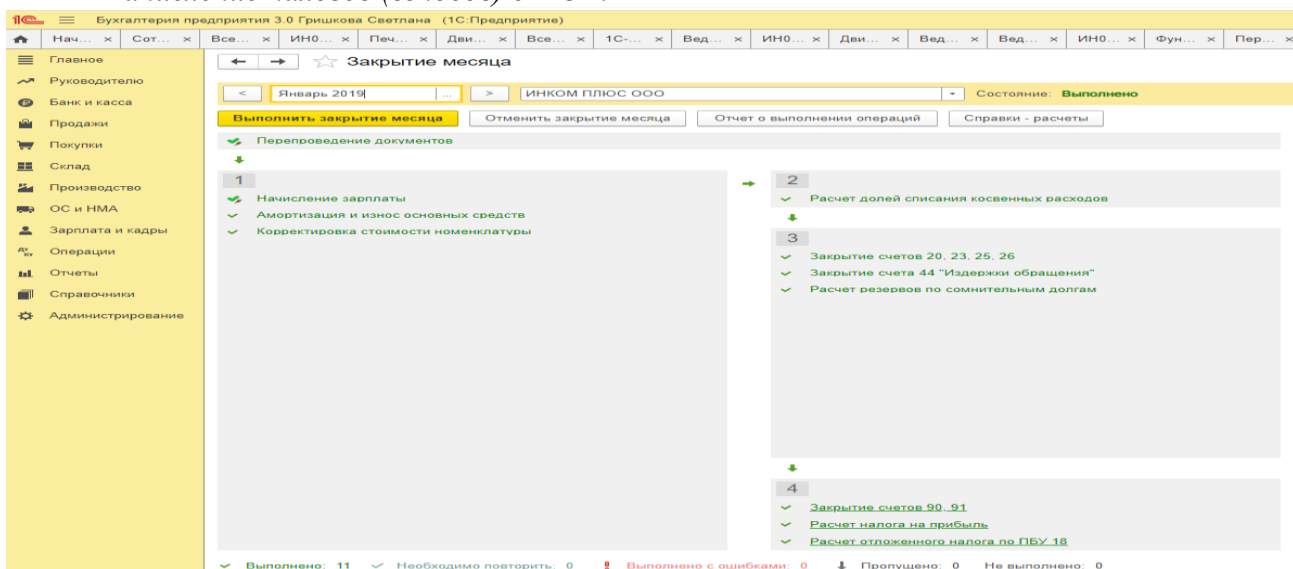 Бухгалтерия предприятия 3.0 Гришкова Светлана (1С:Предприятие)
Нач... × Сот... × Все... × ИН0... × Печ... × Дви... × Все... × 1С-... × Вед... × ИН0... × Дви... × Вед... × Вед... × ИН0... × Фун... × Пер... ×
Главное
Руководителю
Банк и касса
Продажи
Покупки
Склад
Производство
ОС и НМА
Зарплата и кадры
Операции
Отчеты
Справочники
Администрирование
Закрытие месяца
< Январь 2019 ... > ИНКОМ ПЛЮС ООО Состояние: Выполнено
Выполнить закрытие месяца Отменить закрытие месяца Отчет о выполнении операций Справки - расчеты
Перепроведение документов
1
Начисление зарплаты
Амортизация и износ основных средств
Корректировка стоимости номенклатуры
2
Расчет долей списания косвенных расходов
3
Закрытие счетов 20, 23, 25, 26
Закрытие счета 44 "Издержки обращения"
Расчет резервов по сомнительным долгам
4
Закрытие счетов 90, 91
Расчет налога на прибыль
Расчет отложенного налога по ПБУ 18
Выполнено: 11 Необходимо повторить: 0 Выполнено с ошибками: 0 Пропущено: 0 Не выполнено: 0